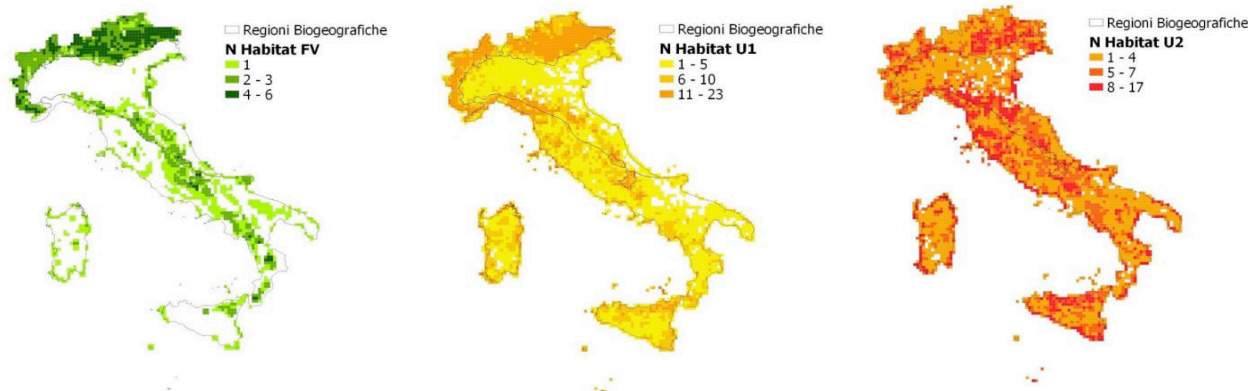 Regioni Biogeografiche
N Habitat FV
1
2 - 3
4 - 6
Regioni Biogeografiche
N Habitat U1
1 - 5
6 - 10
11 - 23
Regioni Biogeografiche
N Habitat U2
1 - 4
5 - 7
8 - 17